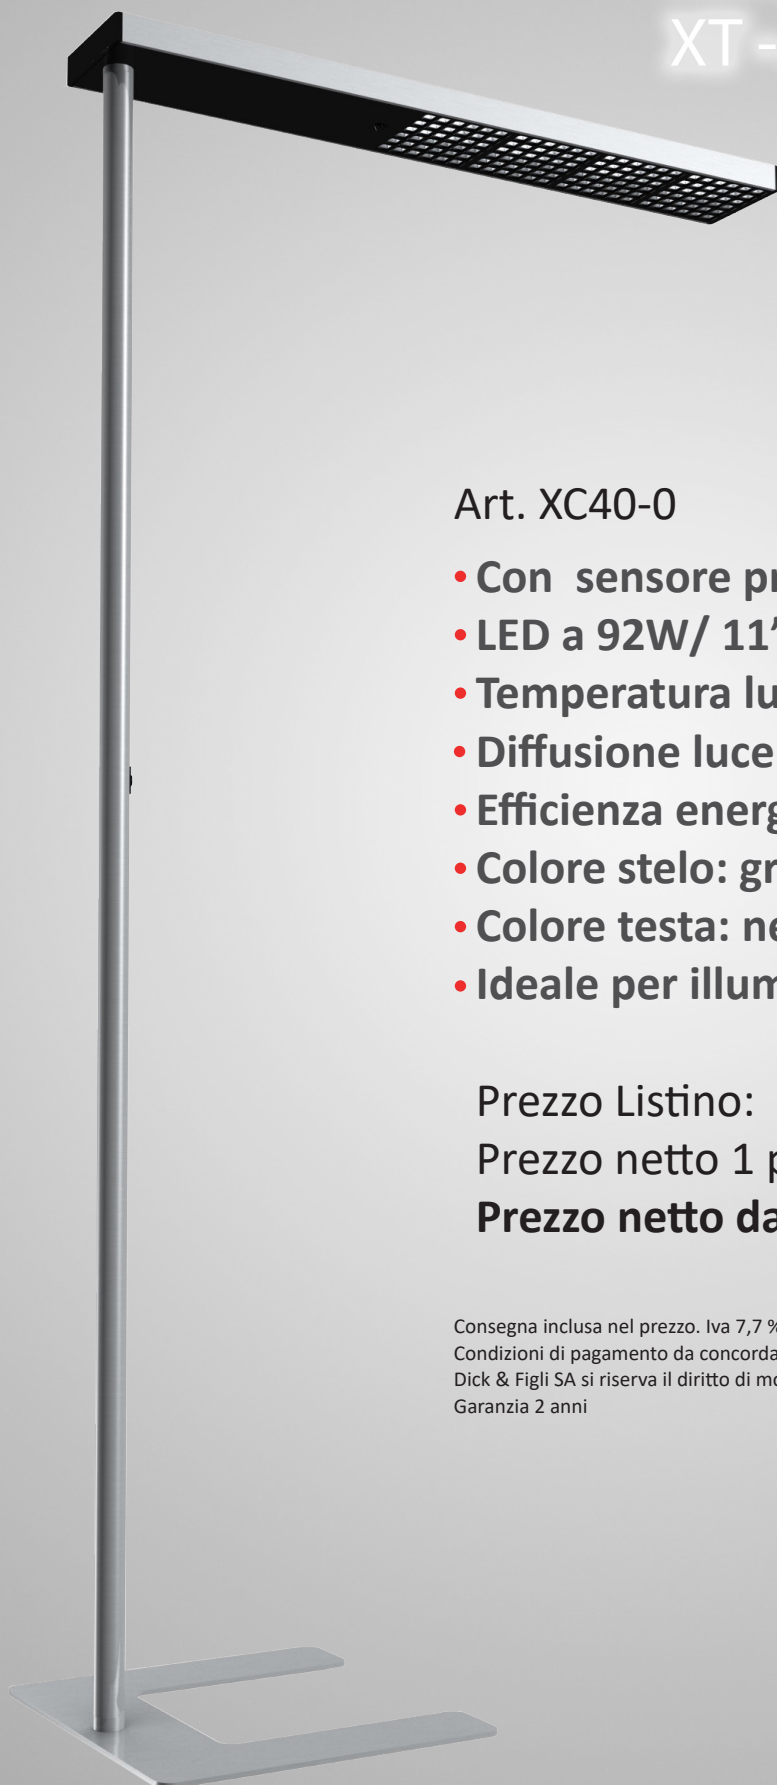 XT -
Art. XC40-0
• Con sensore pr
• LED a 92W/ 11’
• Temperatura lu
• Diffusione luce
• Efficienza energ
• Colore stelo: gr
• Colore testa: ne
• Ideale per illum
Prezzo Listino:
Prezzo netto 1 p
Prezzo netto da
Consegna inclusa nel prezzo. Iva 7,7 %
Condizioni di pagamento da concorda
Dick & Figli SA si riserva il diritto di mo
Garanzia 2 anni